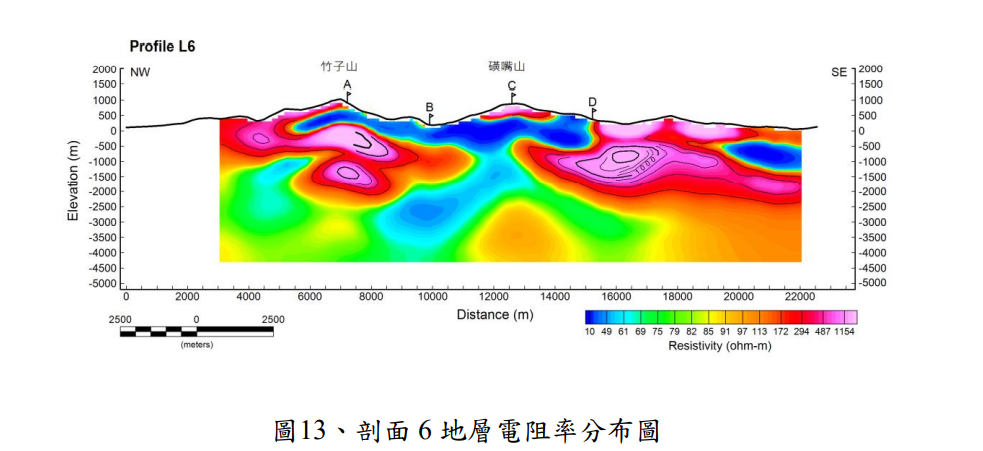 Profile L6
竹子山 磺嘴山
NW A C SE
B D
2000 2000
1500 1500
1000 1000
500 500
0 0
-500 -500
-1000 -1000
-1500 -1500
-2000 -2000
-2500 -2500
-3000 -3000
-3500 -3500
-4000 -4000
-4500 -4500
-5000 -5000
Elevation (m)
1000
0 2000 4000 6000 8000 10000 12000 14000 16000 18000 20000 22000
Distance (m)
2500 0 2500
(meters)
10 49 61 69 75 79 82 85 91 97 113 172 294 487 1154
Resistivity (ohm-m)
圖13、剖面 6 地層電阻率分布圖